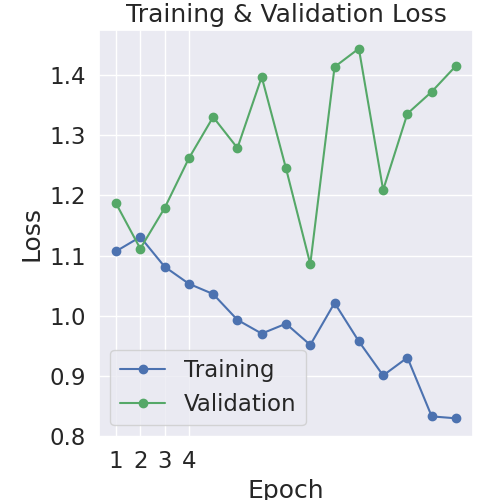 Training & Validation Loss
Loss
1.4
1.3
1.2
1.1
1.0
0.9
0.8
Training
Validation
1 2 3 4
Epoch